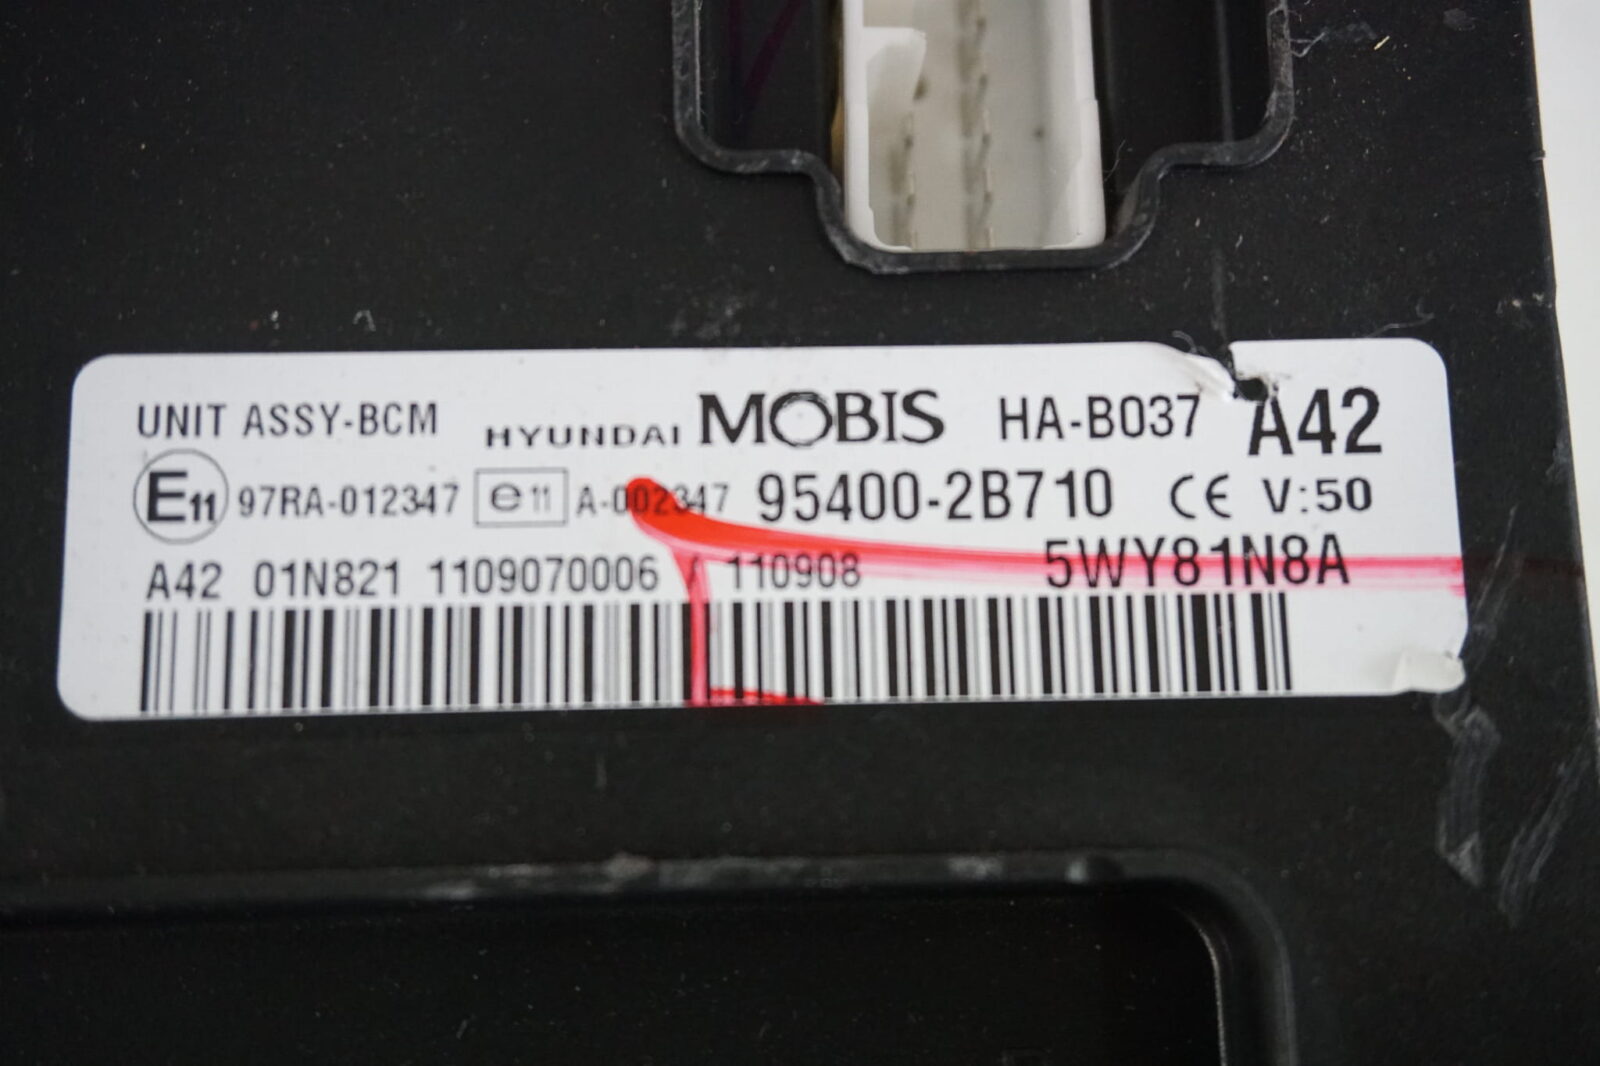 UNIT ASSY-BCM HYUNDAI MOBIS HA-B037 A42
E11 97RA-012347 e11 A-002347 95400-2B710 CE V:50
A42 01N821 1109070006 / 110908 5WY81N8A